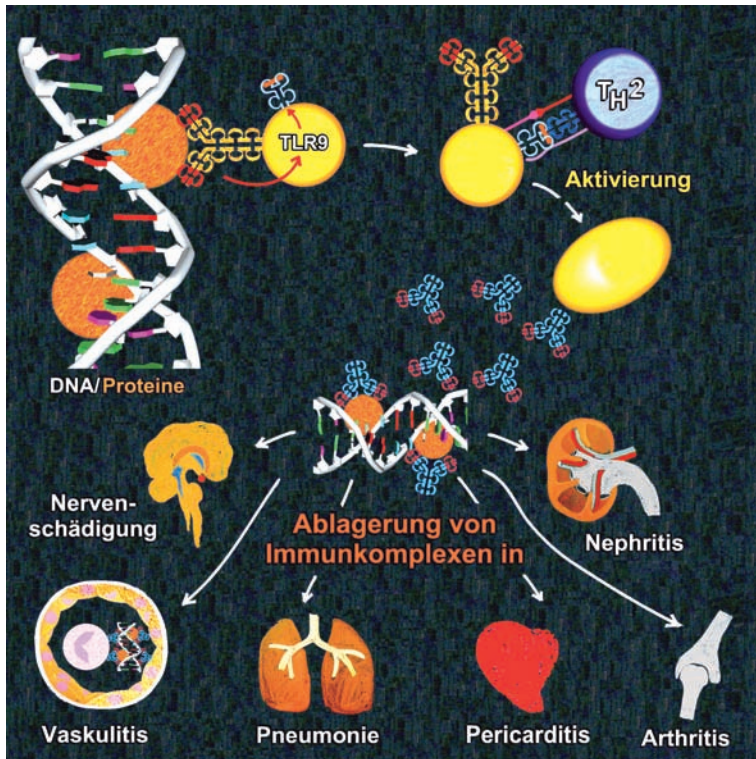 TLR9
TH2
Aktivierung
DNA/Proteine
Nerven-
schädigung
Ablagerung von
Immunkomplexen in
Nephritis
Vaskulitis
Pneumonie
Pericarditis
Arthritis